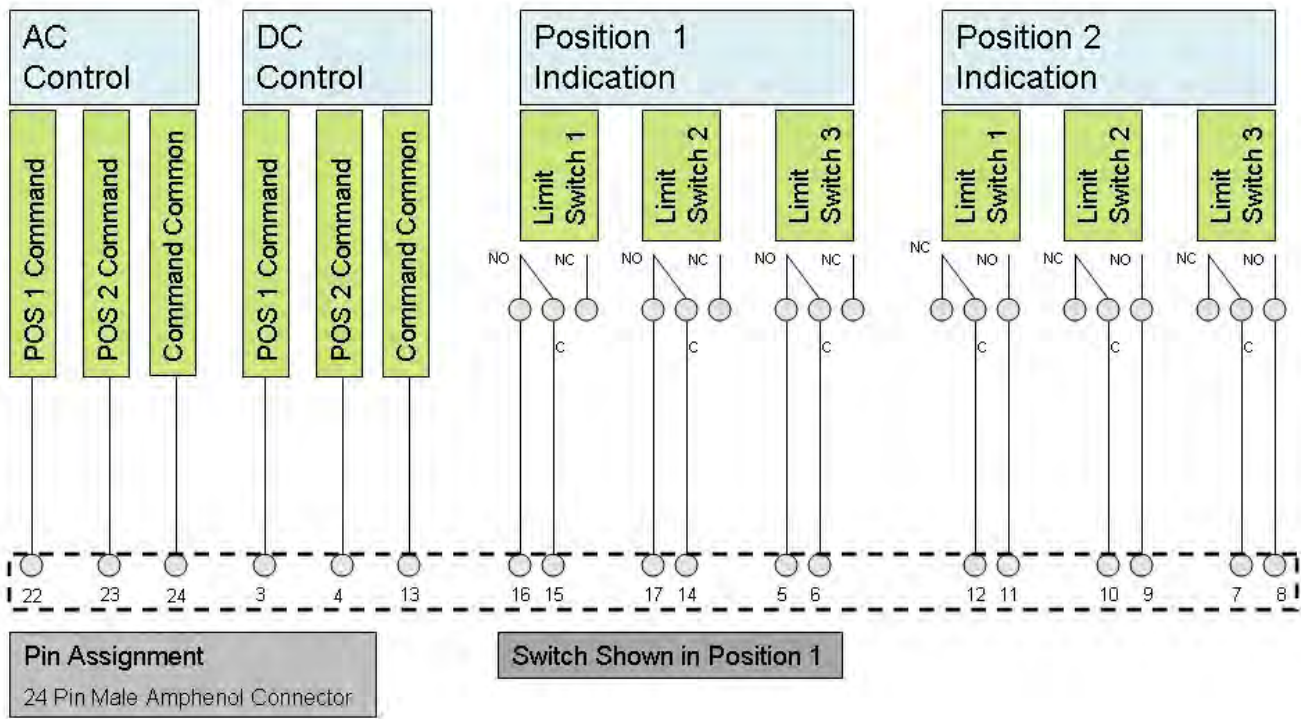 AC
Control
DC
Control
Position 1
Indication
Position 2
Indication
POS 1 Command
POS 2 Command
Command Common
POS 1 Command
POS 2 Command
Command Common
Limit
Switch 1
Limit
Switch 2
Limit
Switch 3
Limit
Switch 1
Limit
Switch 2
Limit
Switch 3
NO NC NO NC NO NC NC NO NC NO NC NO
C C C C C C
22 23 24 3 4 13 16 15 17 14 5 6 12 11 10 9 7 8
Pin Assignment
24 Pin Male Amphenol Connector
Switch Shown in Position 1